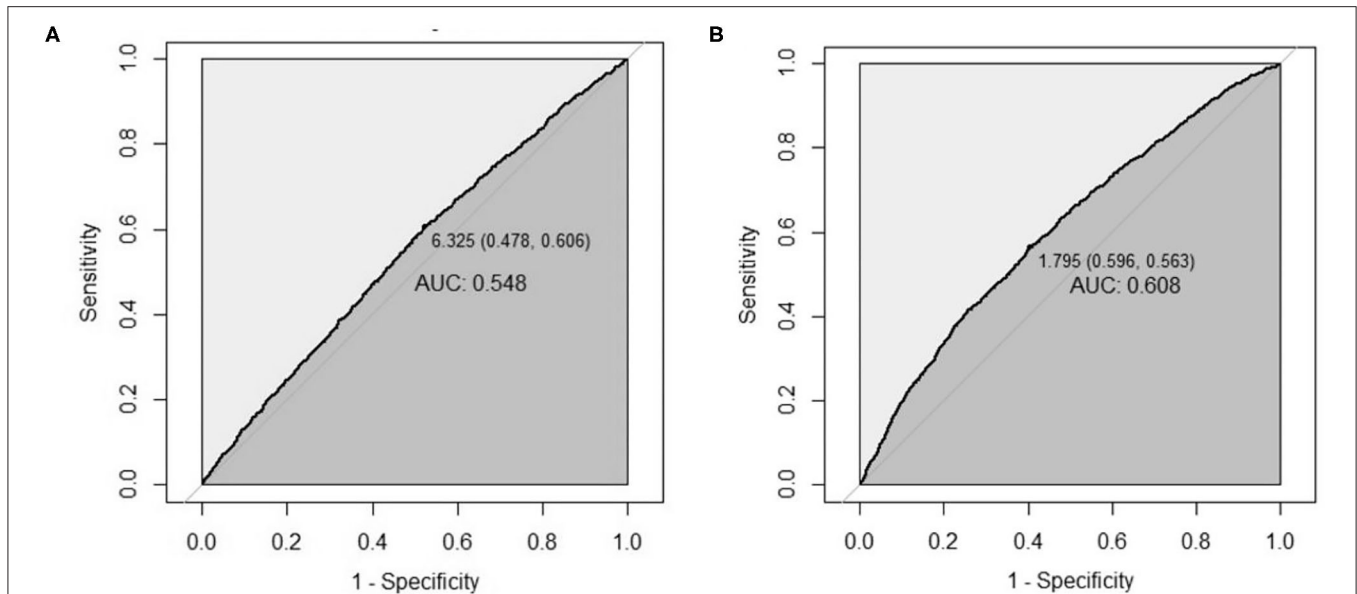 A
Sensitivity
1.0
0.8
0.6
0.4
0.2
0.0
6.325 (0.478, 0.606)
AUC: 0.548
0.0 0.2 0.4 0.6 0.8 1.0
1 - Specificity
B
Sensitivity
1.0
0.8
0.6
0.4
0.2
0.0
1.795 (0.596, 0.563)
AUC: 0.608
0.0 0.2 0.4 0.6 0.8 1.0
1 - Specificity